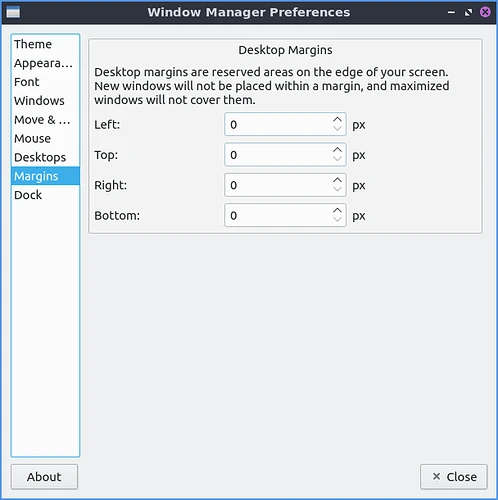 Window Manager Preferences
Theme
Appeara...
Font
Windows
Move & ...
Mouse
Desktops
Margins
Dock
Desktop Margins
Desktop margins are reserved areas on the edge of your screen.
New windows will not be placed within a margin, and maximized
windows will not cover them.
Left: 0 px
Top: 0 px
Right: 0 px
Bottom: 0 px
About
Close